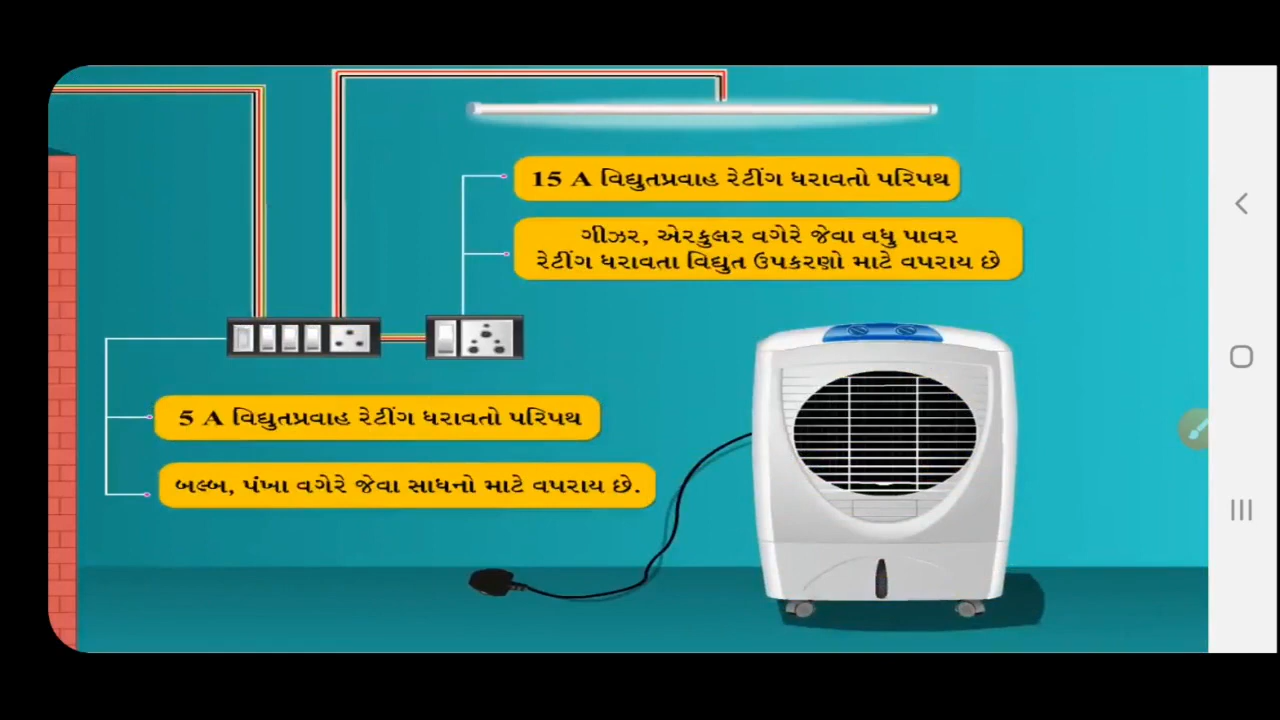 15 A વિદ્યુતપ્રવાહ રેટીંગ ધરાવતો પરિપથ
ગીઝર, એરકુલર વગેરે જેવા વધુ પાવર
રેટીંગ ધરાવતા વિદ્યુત ઉપકરણો માટે વપરાય છે
5 A વિદ્યુતપ્રવાહ રેટીંગ ધરાવતો પરિપથ
બલ્બ, પંખા વગેરે જેવા સાધનો માટે વપરાય છે.